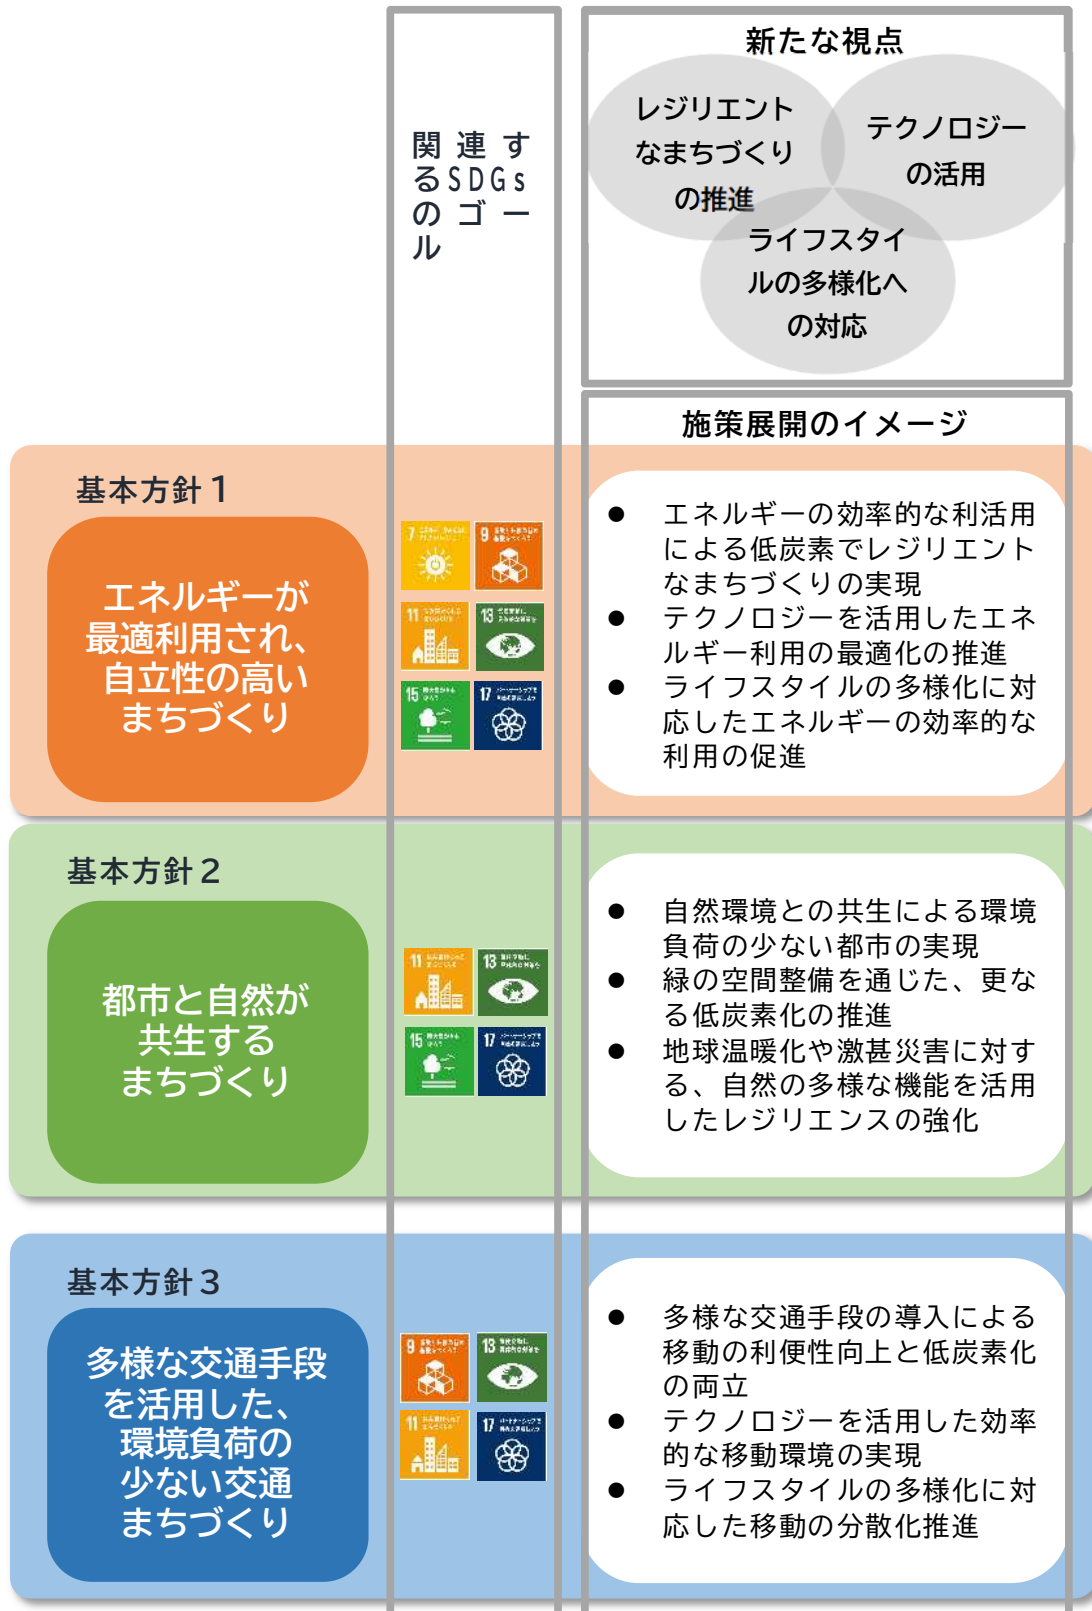 関連す
るSDGs
のゴー
ル
新たな視点
レジリエント
なまちづくり
の推進
テクノロジー
の活用
ライフスタイ
ルの多様化へ
の対応
施策展開のイメージ
基本方針1
エネルギーが
最適利用され、
自立性の高い
まちづくり
7
9
11
13
15
17
● エネルギーの効率的な利活用
による低炭素でレジリエント
なまちづくりの実現
● テクノロジーを活用したエネ
ルギー利用の最適化の推進
● ライフスタイルの多様化に対
応したエネルギーの効率的な
利用の促進
基本方針2
都市と自然が
共生する
まちづくり
11
13
15
17
● 自然環境との共生による環境
負荷の少ない都市の実現
● 緑の空間整備を通じた、更な
る低炭素化の推進
● 地球温暖化や激甚災害に対す
る、自然の多様な機能を活用
したレジリエンスの強化
基本方針3
多様な交通手段
を活用した、
環境負荷の
少ない交通
まちづくり
9
13
11
17
● 多様な交通手段の導入による
移動の利便性向上と低炭素化
の両立
● テクノロジーを活用した効率
的な移動環境の実現
● ライフスタイルの多様化に対
応した移動の分散化推進